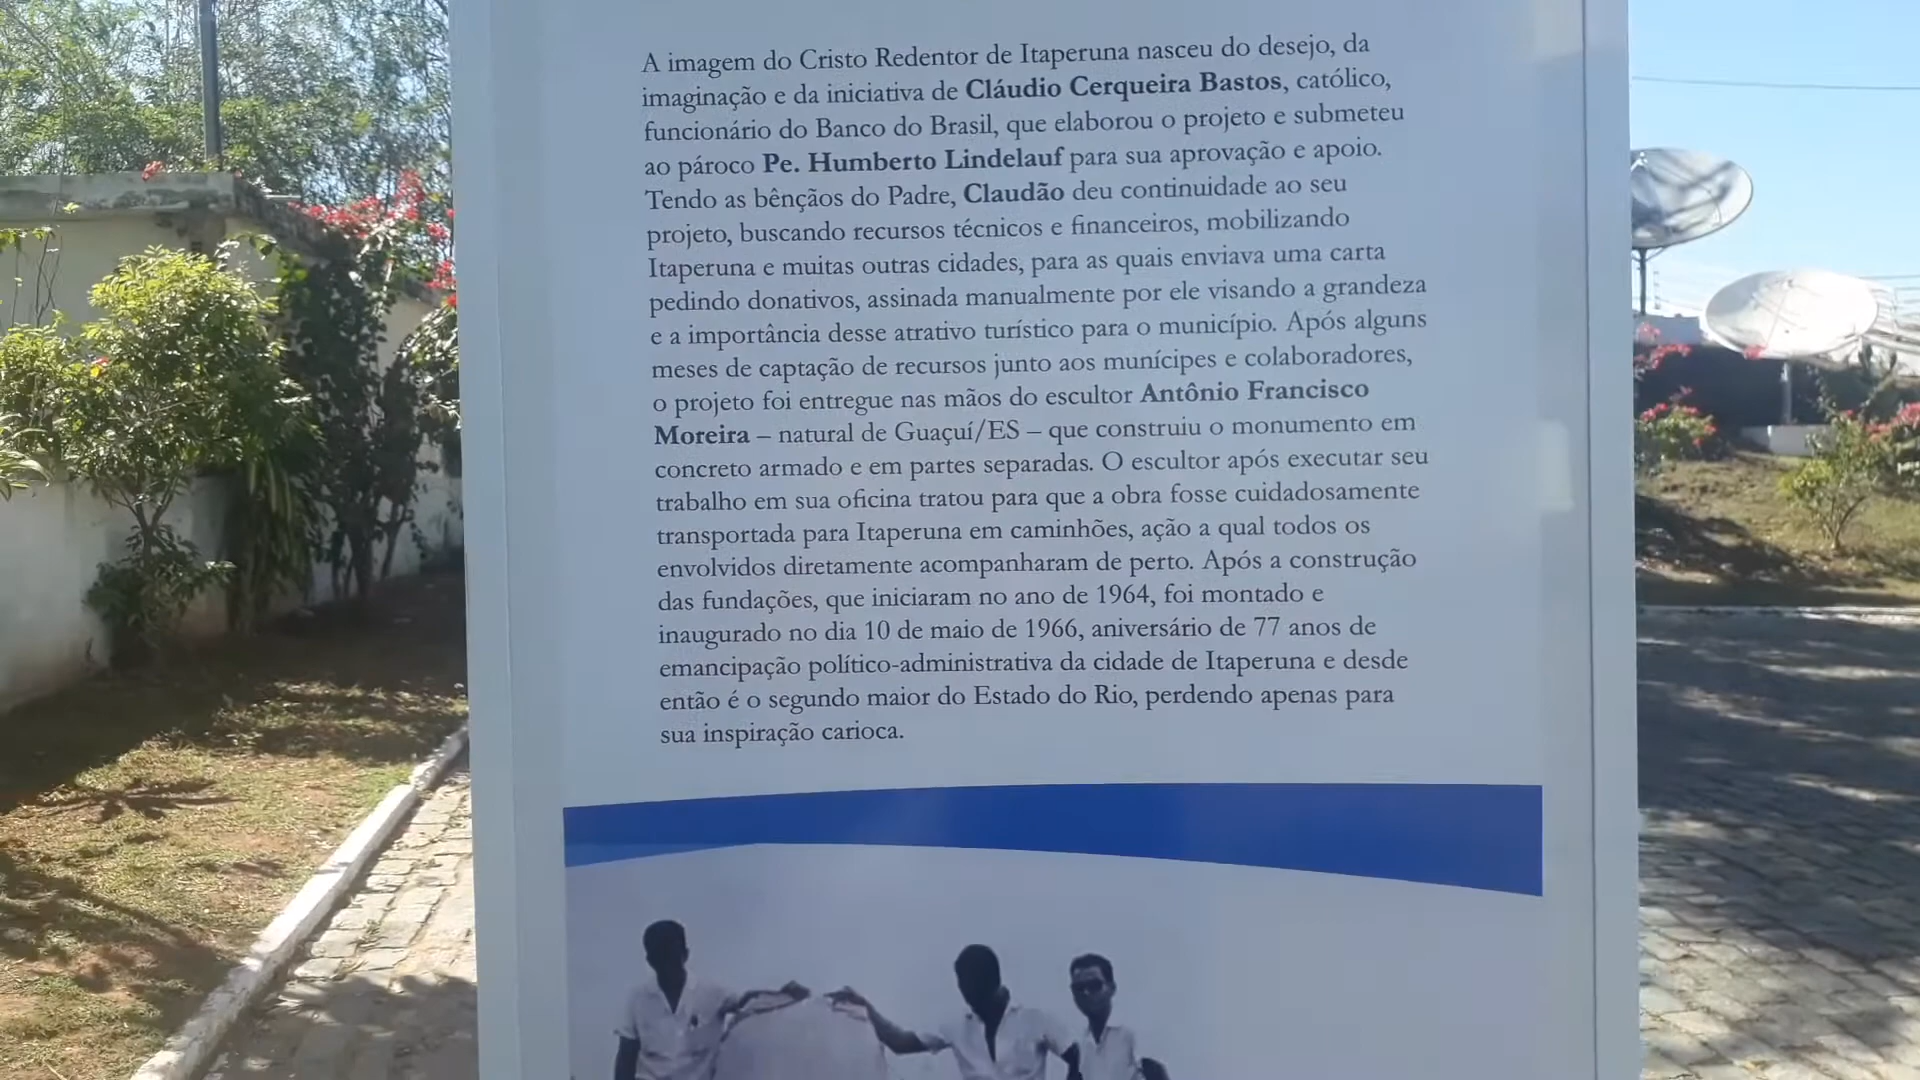 A imagem do Cristo Redentor de Itaperuna nasceu do desejo, da
imaginação e da iniciativa de Cláudio Cerqueira Bastos, católico,
funcionário do Banco do Brasil, que elaborou o projeto e submeteu
ao pároco Pe. Humberto Lindelauf para sua aprovação e apoio.
Tendo as bênçãos do Padre, Claudão deu continuidade ao seu
projeto, buscando recursos técnicos e financeiros, mobilizando
Itaperuna e muitas outras cidades, para as quais enviava uma carta
pedindo donativos, assinada manualmente por ele visando a grandeza
e a importância desse atrativo turístico para o município. Após alguns
meses de captação de recursos junto aos munícipes e colaboradores,
o projeto foi entregue nas mãos do escultor Antônio Francisco
Moreira – natural de Guaçuí/ES – que construiu o monumento em
concreto armado e em partes separadas. O escultor após executar seu
trabalho em sua oficina tratou para que a obra fosse cuidadosamente
transportada para Itaperuna em caminhões, ação a qual todos os
envolvidos diretamente acompanharam de perto. Após a construção
das fundações, que iniciaram no ano de 1964, foi montado e
inaugurado no dia 10 de maio de 1966, aniversário de 77 anos de
emancipação político-administrativa da cidade de Itaperuna e desde
então é o segundo maior do Estado do Rio, perdendo apenas para
sua inspiração carioca.